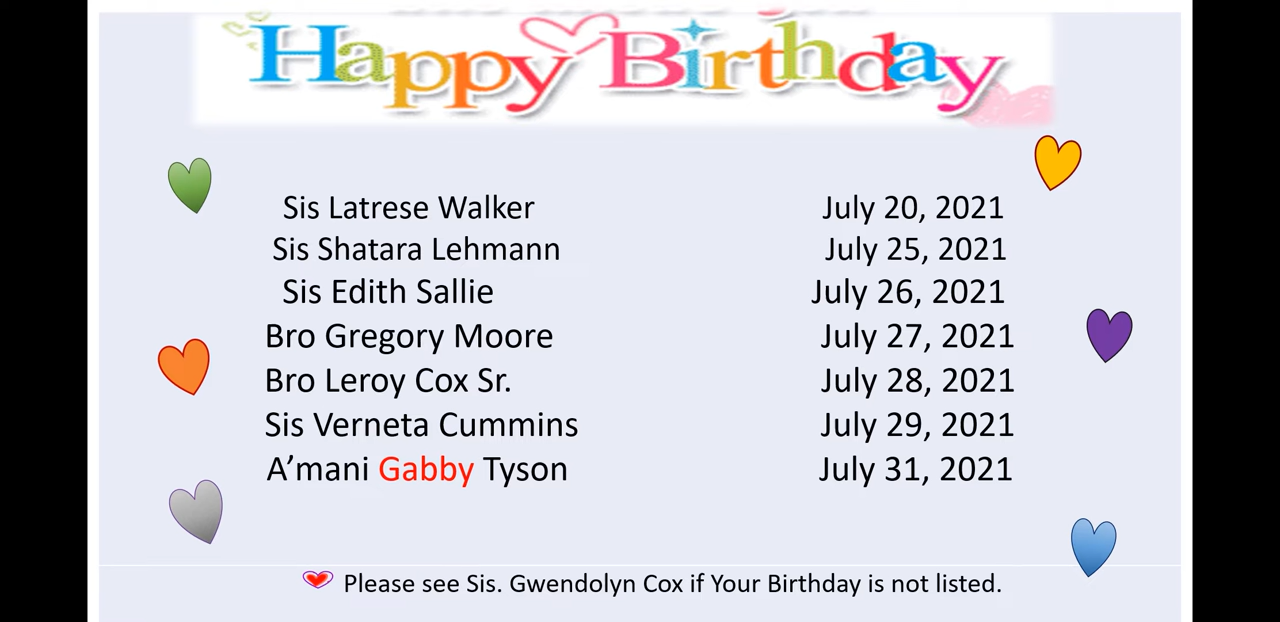 Happy Birthday
Sis Latrese Walker July 20, 2021
Sis Shatara Lehmann July 25, 2021
Sis Edith Sallie July 26, 2021
Bro Gregory Moore July 27, 2021
Bro Leroy Cox Sr. July 28, 2021
Sis Verneta Cummins July 29, 2021
A’mani Gabby Tyson July 31, 2021
Please see Sis. Gwendolyn Cox if Your Birthday is not listed.